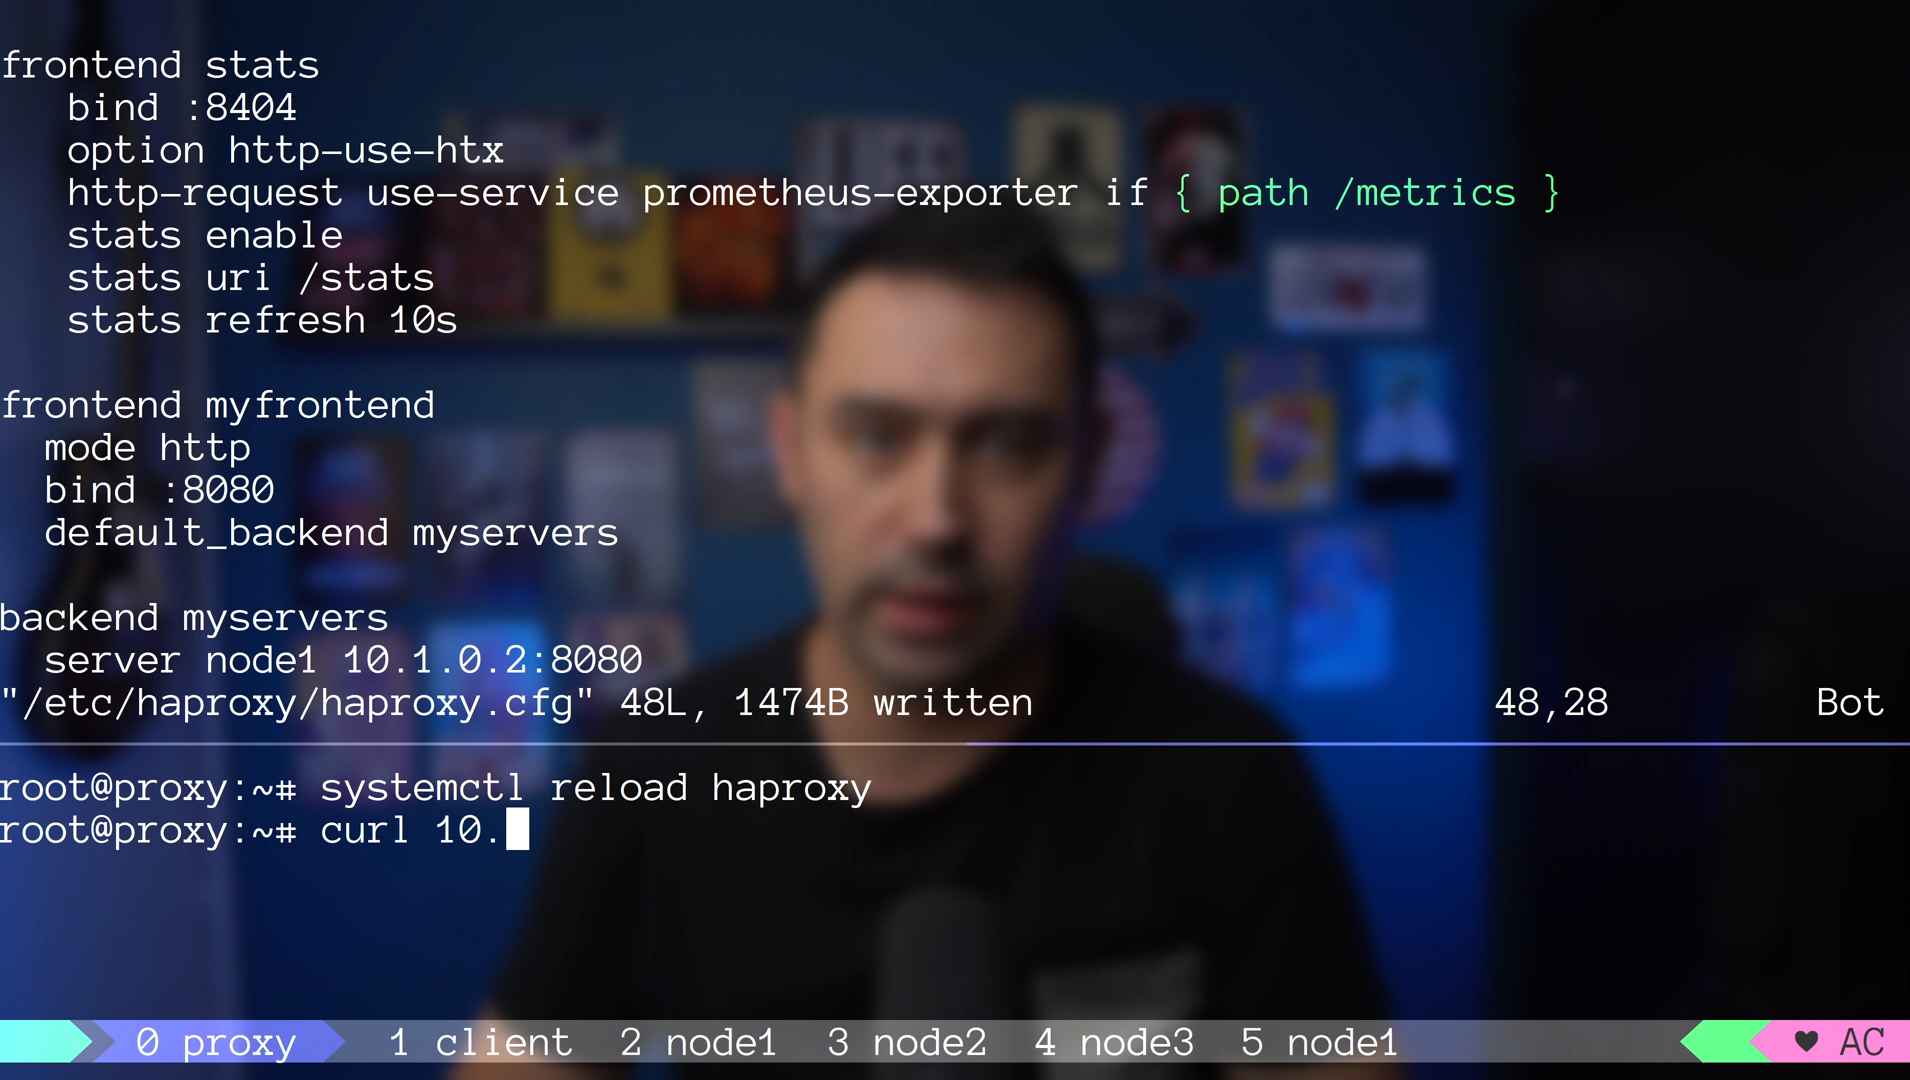 frontend stats
bind :8404
option http-use-htx
http-request use-service prometheus-exporter if { path /metrics }
stats enable
stats uri /stats
stats refresh 10s
frontend myfrontend
mode http
bind :8080
default_backend myservers
backend myservers
server node1 10.1.0.2:8080
"/etc/haproxy/haproxy.cfg" 48L, 1474B written 48,28 Bot
root@proxy:~# systemctl reload haproxy
root@proxy:~# curl 10.
0 proxy 1 client 2 node1 3 node2 4 node3 5 node1 ♥ AC